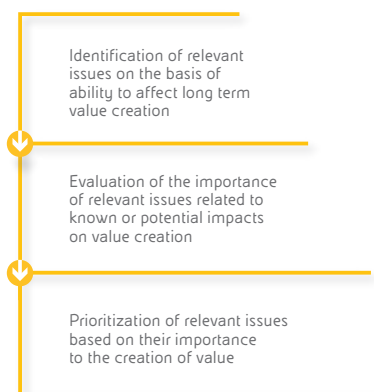 Identification of relevant
issues on the basis of
ability to affect long term
value creation
Evaluation of the importance
of relevant issues related to
known or potential impacts
on value creation
Prioritization of relevant issues
based on their importance
to the creation of value